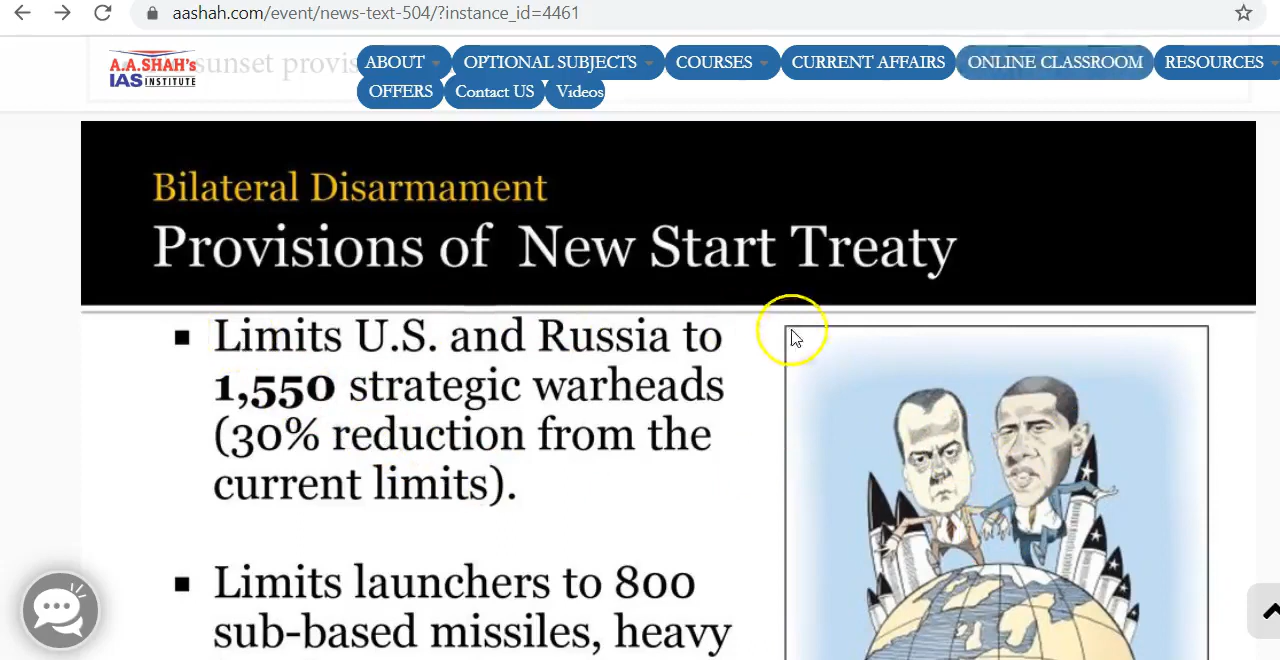 aashah.com/event/news-text-504/?instance_id=4461
A.A.SHAH's
IAS INSTITUTE
sunset provis
ABOUT
OPTIONAL SUBJECTS
COURSES
CURRENT AFFAIRS
ONLINE CLASSROOM
RESOURCES
OFFERS
Contact US
Videos
Bilateral Disarmament
Provisions of New Start Treaty
Limits U.S. and Russia to
1,550 strategic warheads
(30% reduction from the
current limits).
Limits launchers to 800
sub-based missiles, heavy